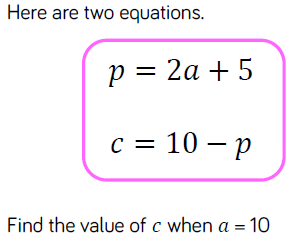 Here are two equations.
p = 2a + 5
c = 10 − p
Find the value of c when a = 10